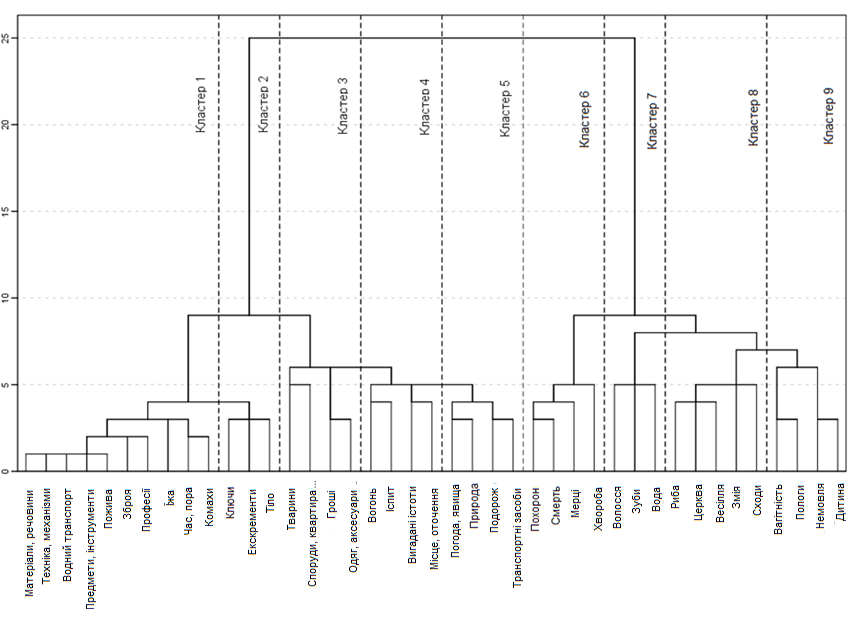 Кластер 1
Кластер 2
Кластер 3
Кластер 4
Кластер 5
Кластер 6
Кластер 7
Кластер 8
Кластер 9
25
20
15
10
5
0
Матеріали, речовини
Техніка, механізми
Водний транспорт
Предмети, інструменти
Пожива
Зброя
Професії
Їжа
Час, пора
Комахи
Ключи
Екскременти
Тіло
Тварини
Споруди, квартира...
Гроші
Одяг, аксесуари ..
Вогонь
Іспит
Вигадані істоти
Місце, оточення
Погода, явища
Природа
Подорож .
Транспортні засоби
Похорон
Смерть
Мерці
Хвороба
Волосся
Зуби
Вода
Риба
Церква
Весілля
Змія
Сходи
Вагітність
Пологи
Немовля
Дитина